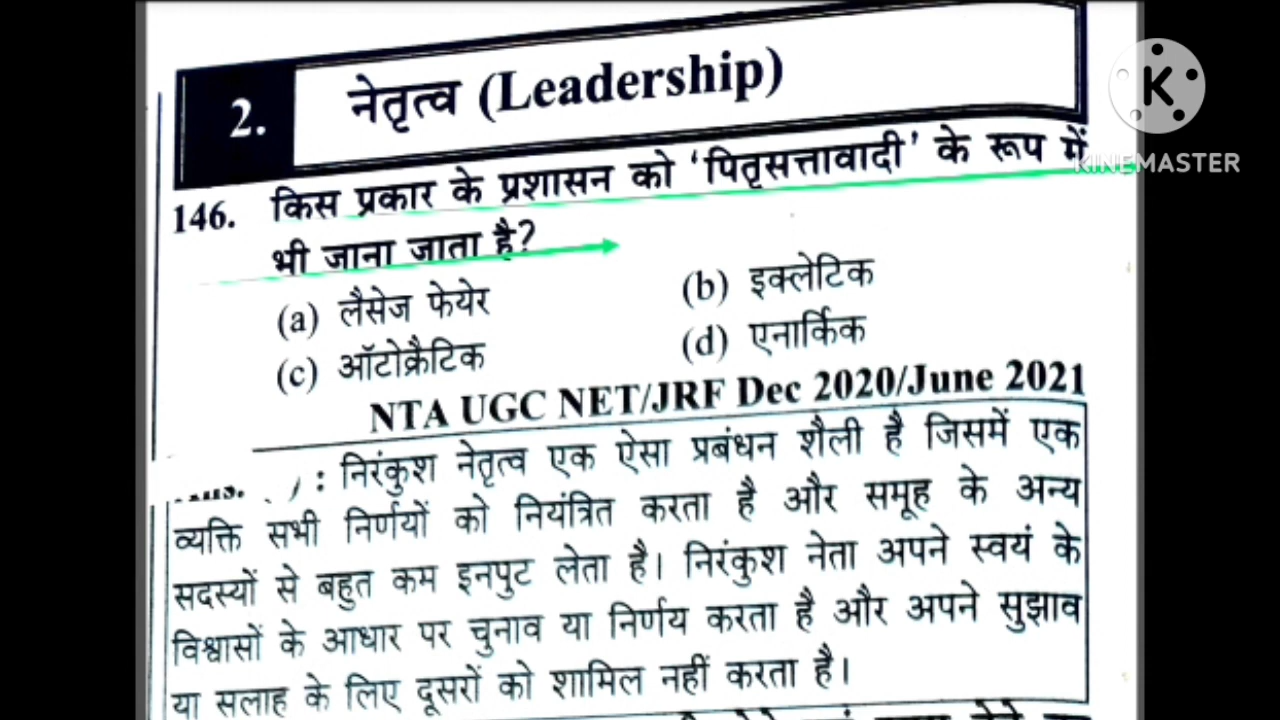 2. नेतृत्व (Leadership)
K
KINEMASTER
146. किस प्रकार के प्रशासन को ‘पितृसत्तावादी’ के रूप में
भी जाना जाता है?
(a) लैसेज फेयेर (b) इक्लेटिक
(c) ऑटोक्रैटिक (d) एनार्किक
NTA UGC NET/JRF Dec 2020/June 2021
: निरंकुश नेतृत्व एक ऐसा प्रबंधन शैली है जिसमें एक
व्यक्ति सभी निर्णयों को नियंत्रित करता है और समूह के अन्य
सदस्यों से बहुत कम इनपुट लेता है। निरंकुश नेता अपने स्वयं के
विश्वासों के आधार पर चुनाव या निर्णय करता है और अपने सुझाव
या सलाह के लिए दूसरों को शामिल नहीं करता है।